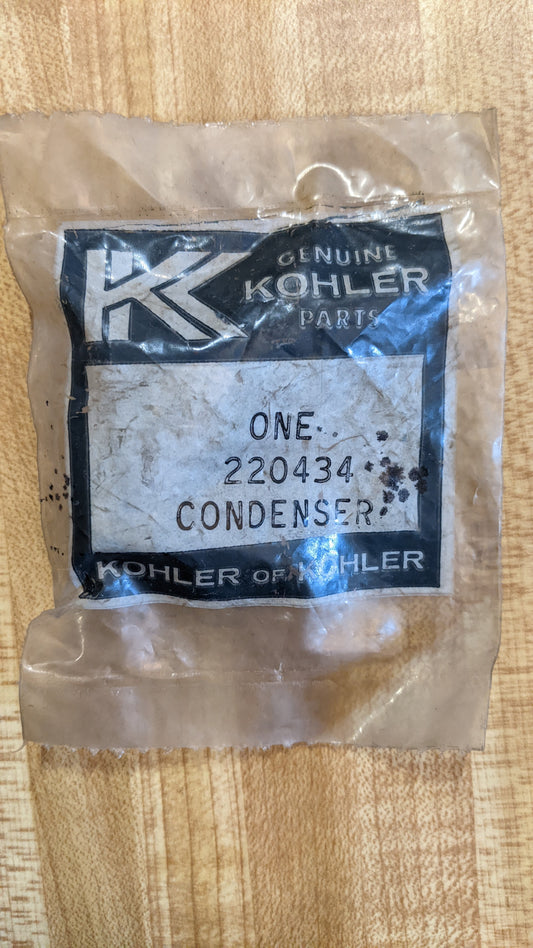 K
GENUINE
KOHLER
PARTS
ONE
220434
CONDENSER
KOHLER OF KOHLER